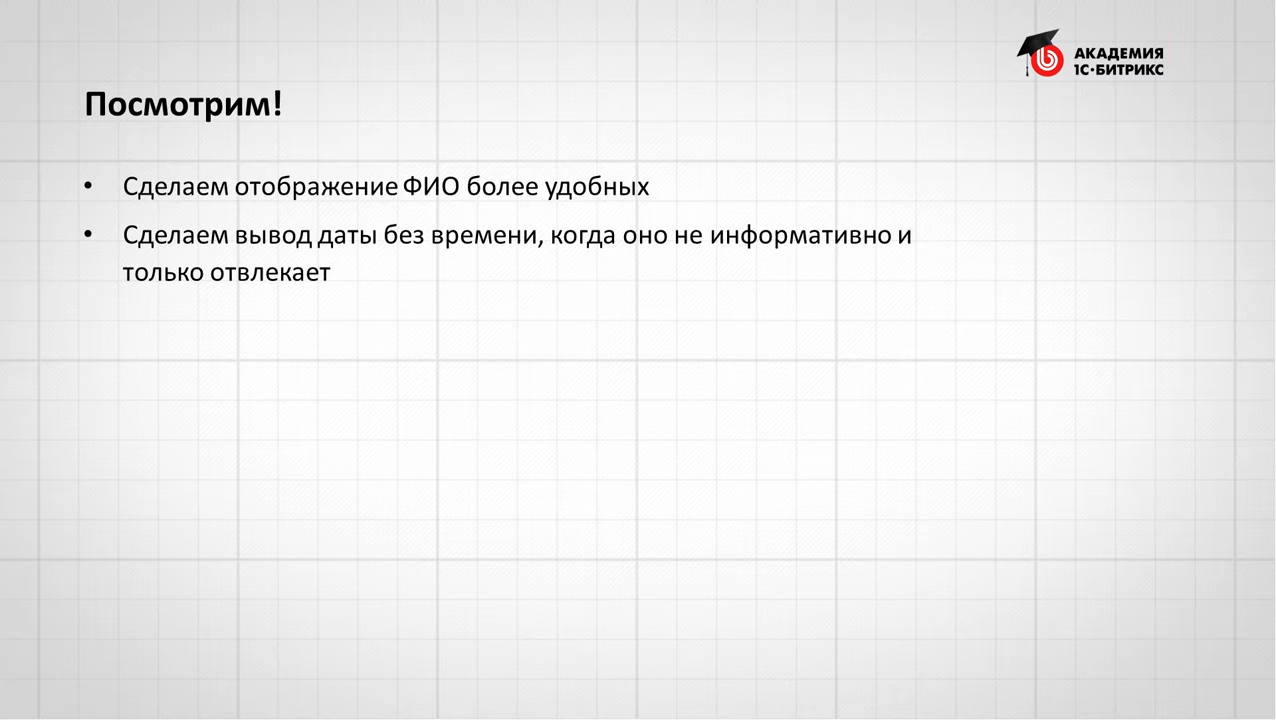 АКАДЕМИЯ
1С•БИТРИКС
Посмотрим!
• Сделаем отображение ФИО более удобных
• Сделаем вывод даты без времени, когда оно не информативно и
только отвлекает